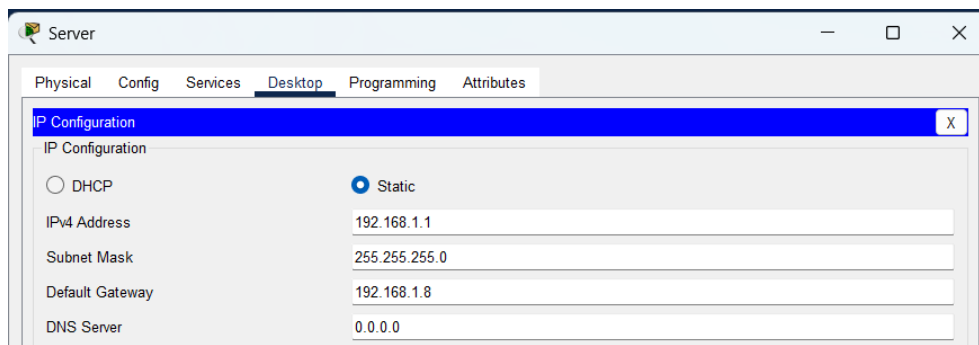 Server
Physical Config Services Desktop Programming Attributes
IP Configuration X
IP Configuration
DHCP Static
IPv4 Address 192.168.1.1
Subnet Mask 255.255.255.0
Default Gateway 192.168.1.8
DNS Server 0.0.0.0